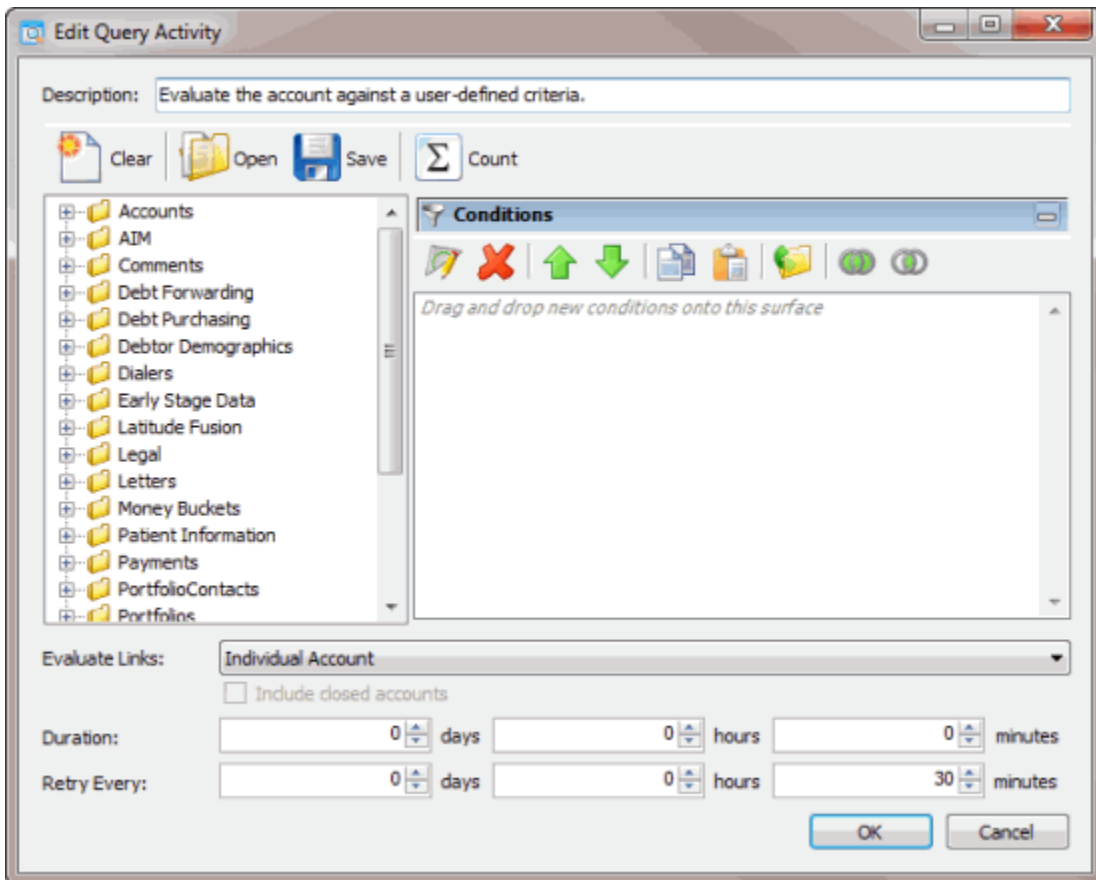 Edit Query Activity
Description: Evaluate the account against a user-defined criteria.
Clear Open Save Σ Count
Accounts
AIM
Comments
Debt Forwarding
Debt Purchasing
Debtor Demographics
Dialers
Early Stage Data
Latitude Fusion
Legal
Letters
Money Buckets
Patient Information
Payments
PortfolioContacts
Portfolios
Conditions
Drag and drop new conditions onto this surface
Evaluate Links: Individual Account
Include closed accounts
Duration: 0 days 0 hours 0 minutes
Retry Every: 0 days 0 hours 30 minutes
OK Cancel